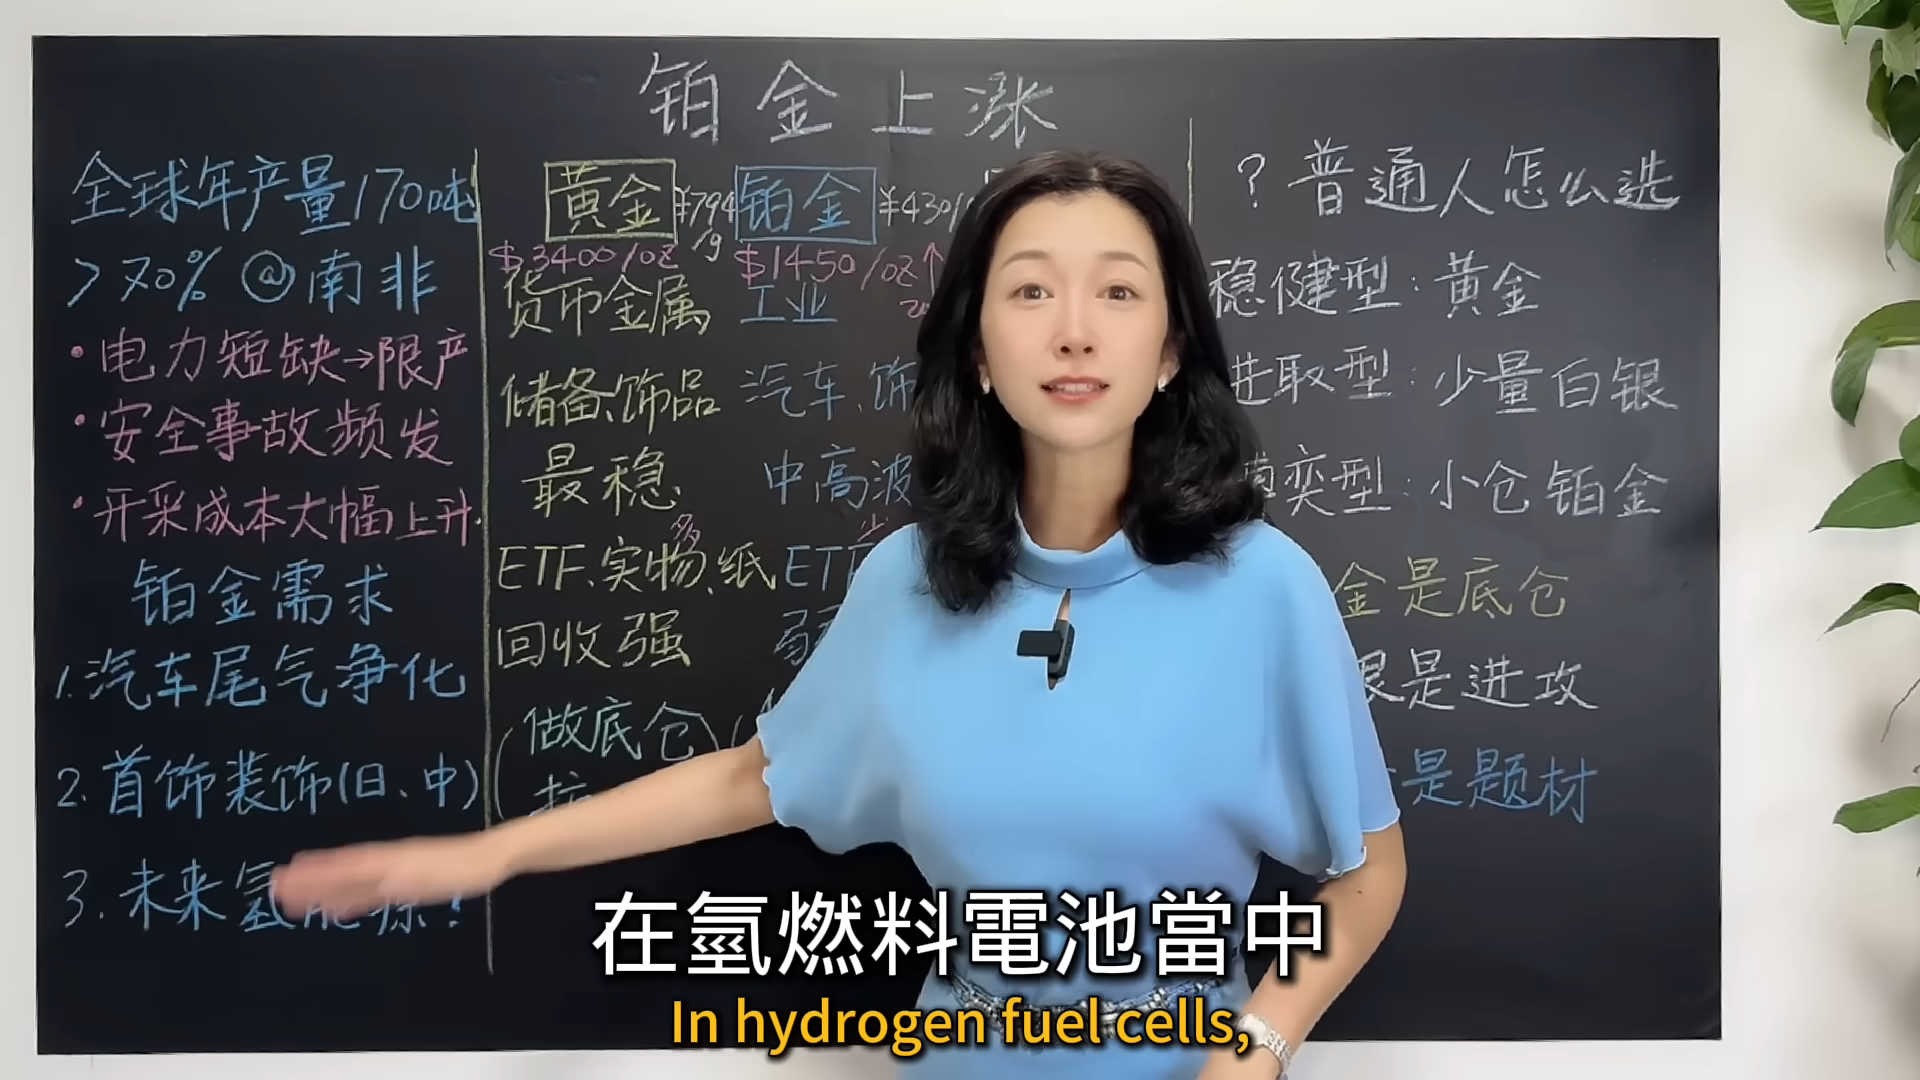 铂金上涨
全球年产量170吨
>70% @南非
·电力短缺→限产
·安全事故频发
·开采成本大幅上升.
铂金需求
1.汽车尾气净化
2.首饰装饰(日、中)
3.未来氢能源!
黄金 ¥794/g
$3400/oz
货币金属
储备、饰品
最稳
多
ETF、实物、纸
回收强
(做底仓)
铂金 ¥430/
$1450/oz↑
工业
汽车、饰
中高波
少
ETF
?普通人怎么选
稳健型:黄金
进取型:少量白银
博奕型:小仓铂金
金是底仓
银是进攻
是题材
在氫燃料電池當中
In hydrogen fuel cells,